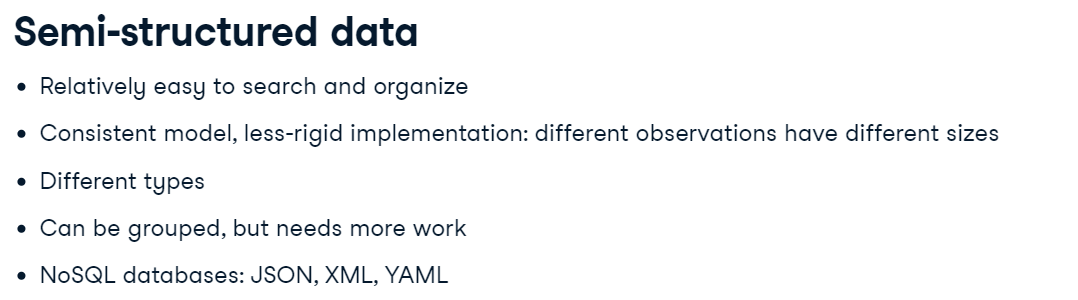 Semi-structured data
• Relatively easy to search and organize
• Consistent model, less-rigid implementation: different observations have different sizes
• Different types
• Can be grouped, but needs more work
• NoSQL databases: JSON, XML, YAML